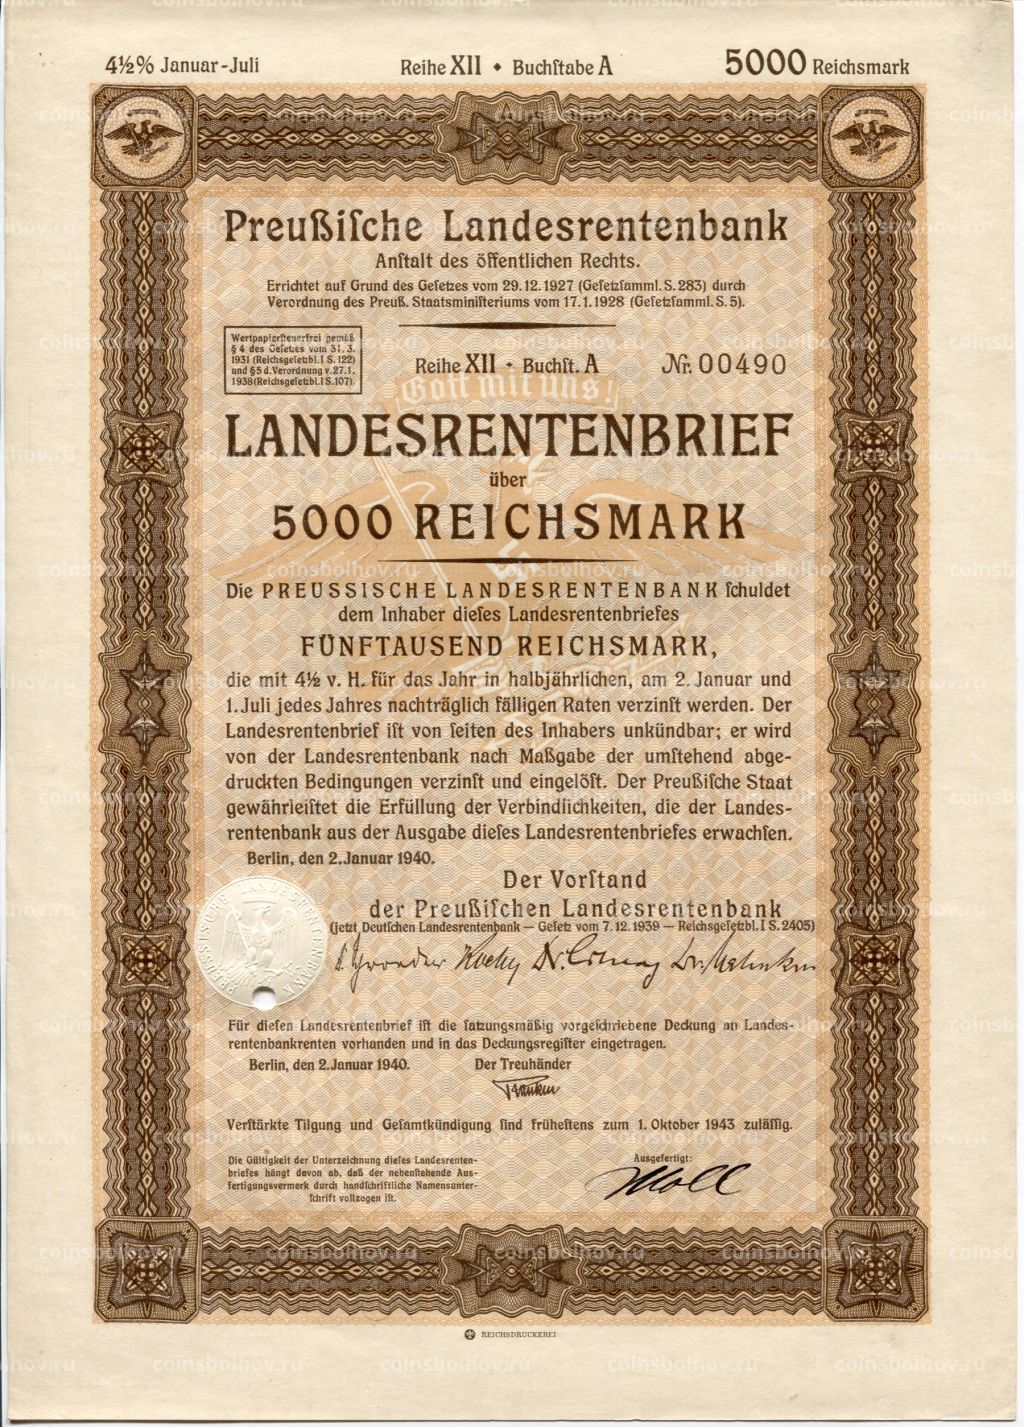 4½% Januar-Juli Reihe XII • Buchſtabe A 5000 Reichsmark
Preußiſche Landesrentenbank
Anſtalt des öffentlichen Rechts.
Errichtet auf Grund des Geſetzes vom 29.12.1927 (Geſetzſamml. S. 283) durch
Verordnung des Preuß. Staatsminiſteriums vom 17.1.1928 (Geſetzſamml. S. 5).
Wertpapierſteuerfrei gemäß
§ 4 des Geſetzes vom 31. 3.
1931 (Reichsgeſetzbl. I S. 122)
und § 5 d. Verordnung v. 27.1.
1938 (Reichsgeſetzbl. I S. 107).
Reihe XII • Buchſt. A Nr. 00490
Gott mit uns!
LANDESRENTENBRIEF
über
5000 REICHSMARK
Die PREUSSISCHE LANDESRENTENBANK ſchuldet
dem Inhaber dieſes Landesrentenbriefes
FÜNFTAUSEND REICHSMARK,
die mit 4½ v. H. für das Jahr in halbjährlichen, am 2. Januar und
1. Juli jedes Jahres nachträglich fälligen Raten verzinſt werden. Der
Landesrentenbrief iſt von ſeiten des Inhabers unkündbar; er wird
von der Landesrentenbank nach Maßgabe der umſtehend abge-
druckten Bedingungen verzinſt und eingelöſt. Der Preußiſche Staat
gewährleiſtet die Erfüllung der Verbindlichkeiten, die der Landes-
rentenbank aus der Ausgabe dieſes Landesrentenbriefes erwachſen.
Berlin, den 2. Januar 1940.
Der Vorſtand
der Preußiſchen Landesrentenbank
(jetzt Deutſchen Landesrentenbank — Geſetz vom 7.12.1939 — Reichsgeſetzbl. I S. 2405)
PREUSSISCHE LANDESRENTENBANK
Für dieſen Landesrentenbrief iſt die ſatzungsmäßig vorgeſchriebene Deckung an Landes-
rentenbankrenten vorhanden und in das Deckungsregiſter eingetragen.
Berlin, den 2. Januar 1940. Der Treuhänder
Verſtärkte Tilgung und Geſamtkündigung ſind früheſtens zum 1. Oktober 1943 zuläſſig.
Die Gültigkeit der Unterzeichnung dieſes Landesrenten-
briefes hängt davon ab, daß der nebenſtehende Aus-
fertigungsvermerk durch handſchriftliche Namensunter-
ſchrift vollzogen iſt.
Ausgefertigt:
Moll
REICHSDRUCKEREI
coinsbolhov.ru